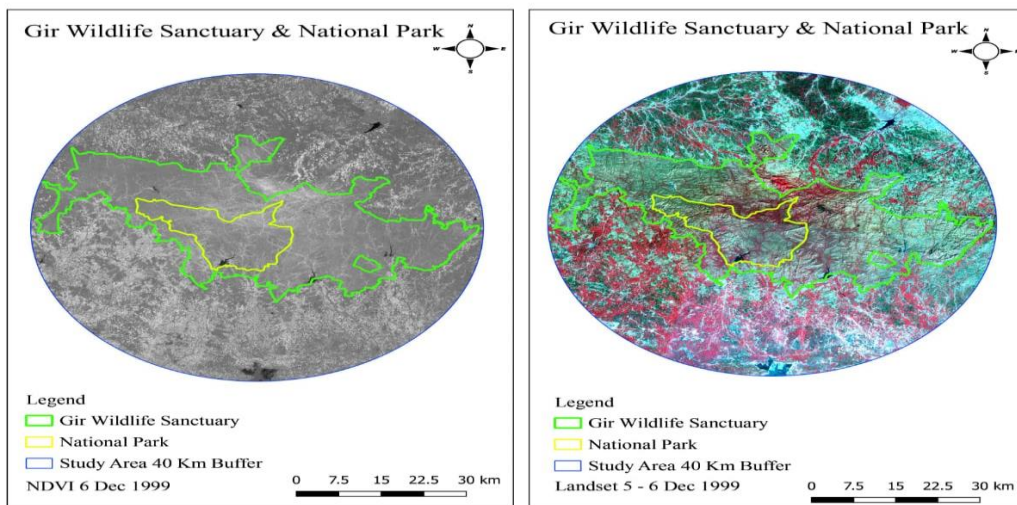 Gir Wildlife Sanctuary & National Park
N
W E
S
Legend
Gir Wildlife Sanctuary
National Park
Study Area 40 Km Buffer
NDVI 6 Dec 1999
0 7.5 15 22.5 30 km
Gir Wildlife Sanctuary & National Park
N
W E
S
Legend
Gir Wildlife Sanctuary
National Park
Study Area 40 Km Buffer
Landset 5 - 6 Dec 1999
0 7.5 15 22.5 30 km